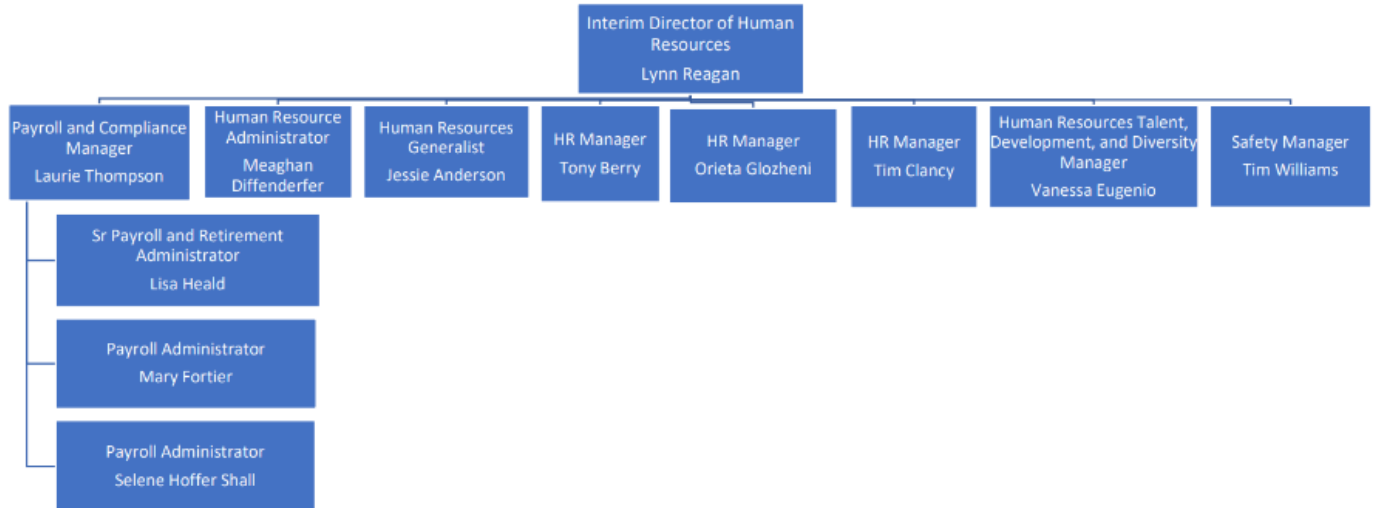 Interim Director of Human
Resources
Lynn Reagan
Payroll and Compliance
Manager
Laurie Thompson
Human Resource
Administrator
Meaghan
Diffenderfer
Human Resources
Generalist
Jessie Anderson
HR Manager
Tony Berry
HR Manager
Orieta Glozheni
HR Manager
Tim Clancy
Human Resources Talent,
Development, and Diversity
Manager
Vanessa Eugenio
Safety Manager
Tim Williams
Sr Payroll and Retirement
Administrator
Lisa Heald
Payroll Administrator
Mary Fortier
Payroll Administrator
Selene Hoffer Shall